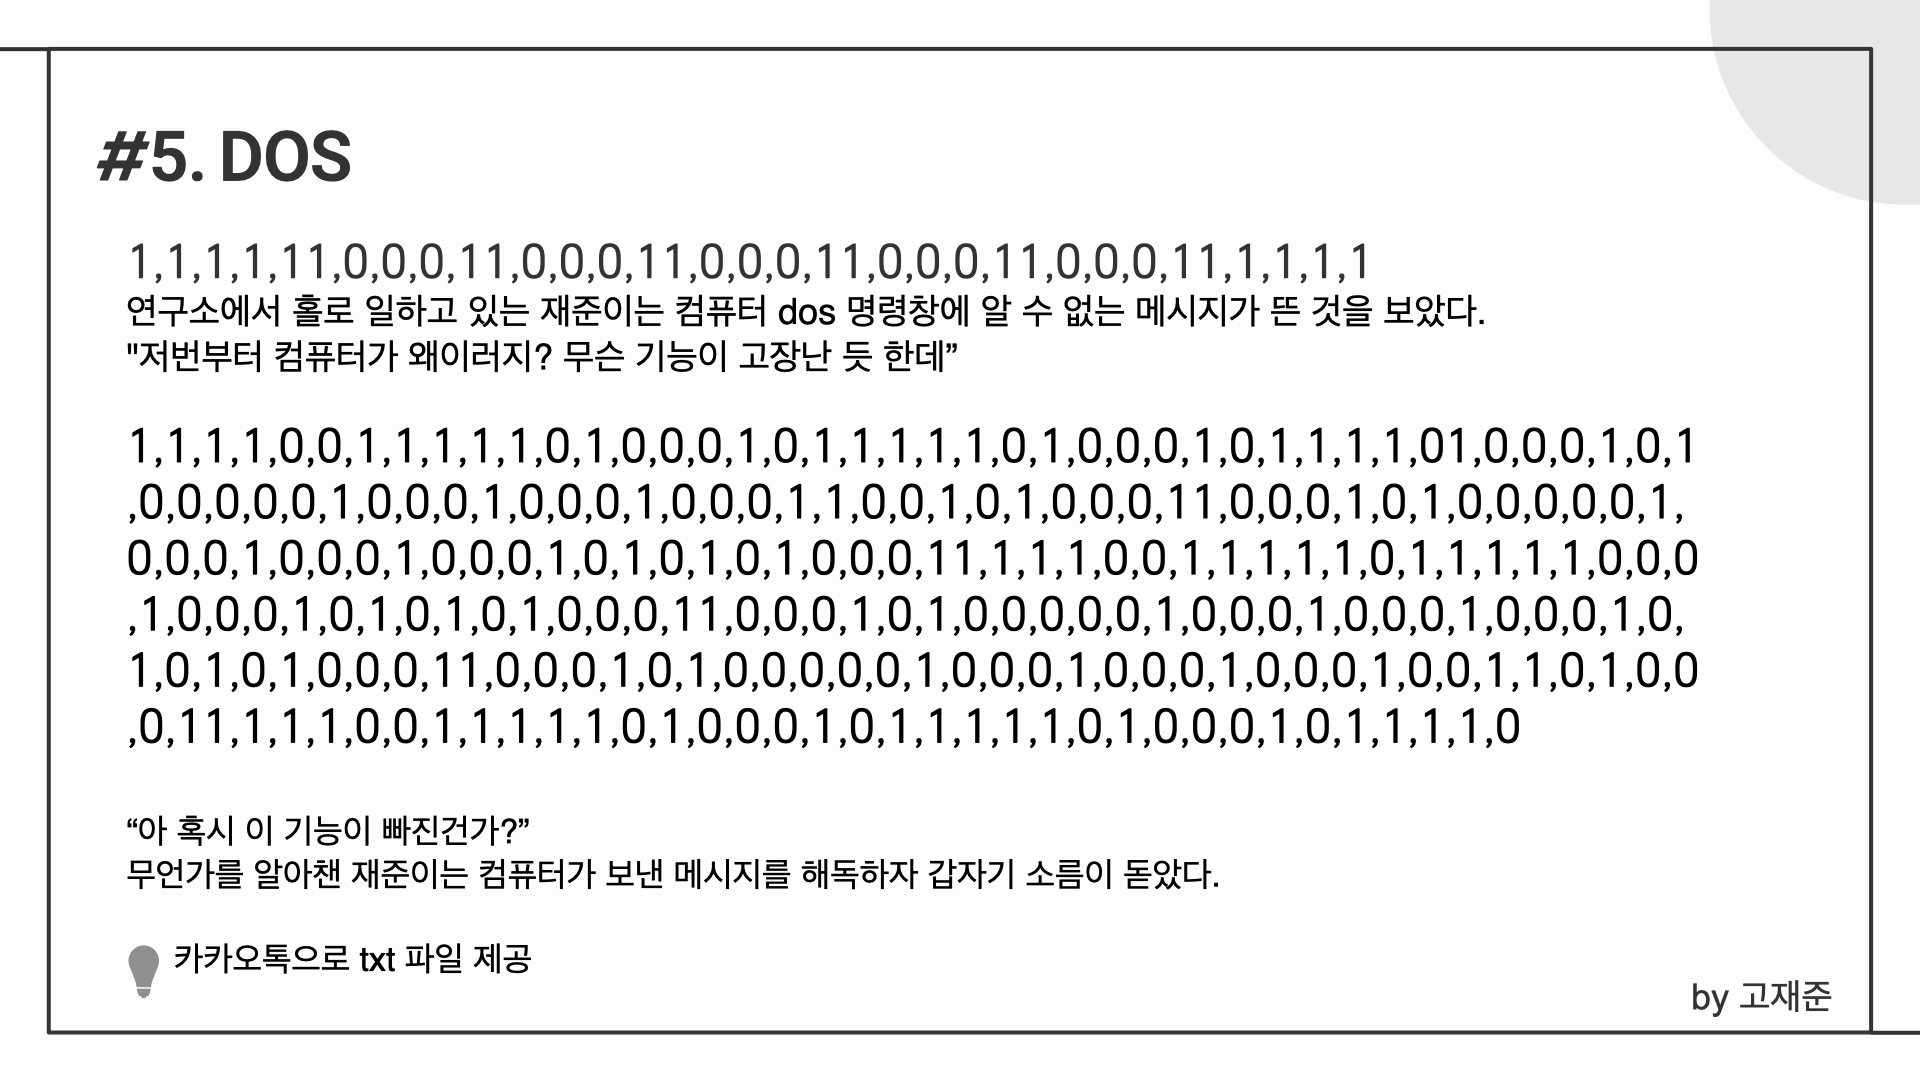 #5. DOS
1,1,1,1,11,0,0,0,11,0,0,0,11,0,0,0,11,0,0,0,11,0,0,0,11,1,1,1,1
연구소에서 홀로 일하고 있는 재준이는 컴퓨터 dos 명령창에 알 수 없는 메시지가 뜬 것을 보았다.
"저번부터 컴퓨터가 왜이러지? 무슨 기능이 고장난 듯 한데”
1,1,1,1,0,0,1,1,1,1,1,0,1,0,0,0,1,0,1,1,1,1,1,0,1,0,0,0,1,0,1,1,1,1,01,0,0,0,1,0,1
,0,0,0,0,0,1,0,0,0,1,0,0,0,1,0,0,0,1,1,0,0,1,0,1,0,0,0,11,0,0,0,1,0,1,0,0,0,0,0,1,
0,0,0,1,0,0,0,1,0,0,0,1,0,1,0,1,0,1,0,0,0,11,1,1,1,0,0,1,1,1,1,1,0,1,1,1,1,1,0,0,0
,1,0,0,0,1,0,1,0,1,0,1,0,0,0,11,0,0,0,1,0,1,0,0,0,0,0,1,0,0,0,1,0,0,0,1,0,0,0,1,0,
1,0,1,0,1,0,0,0,11,0,0,0,1,0,1,0,0,0,0,0,1,0,0,0,1,0,0,0,1,0,0,0,1,0,0,1,1,0,1,0,0
,0,11,1,1,1,0,0,1,1,1,1,1,0,1,0,0,0,1,0,1,1,1,1,1,0,1,0,0,0,1,0,1,1,1,1,0
“아 혹시 이 기능이 빠진건가?”
무언가를 알아챈 재준이는 컴퓨터가 보낸 메시지를 해독하자 갑자기 소름이 돋았다.
카카오톡으로 txt 파일 제공
by 고재준